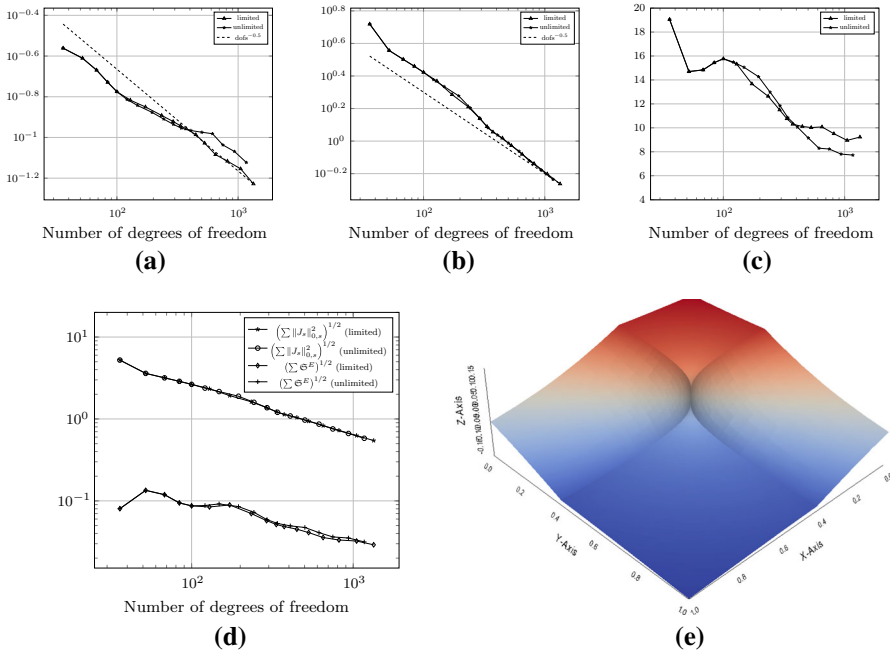 10^{-0.4}
10^{-0.6}
10^{-0.8}
10^{-1}
10^{-1.2}
10^2
10^3
limited
unlimited
dofs^{-0.5}
Number of degrees of freedom
(a)
10^{0.8}
10^{0.6}
10^{0.4}
10^{0.2}
10^0
10^{-0.2}
10^2
10^3
limited
unlimited
dofs^{-0.5}
Number of degrees of freedom
(b)
20
18
16
14
12
10
8
6
4
10^2
10^3
limited
unlimited
Number of degrees of freedom
(c)
10^1
10^0
10^{-1}
10^2
10^3
(∑ ‖J_s‖²_{0,s})^{1/2} (limited)
(∑ ‖J_s‖²_{0,s})^{1/2} (unlimited)
(∑ 𝔖^E)^{1/2} (limited)
(∑ 𝔖^E)^{1/2} (unlimited)
Number of degrees of freedom
(d)
Z-Axis
0.0
0.2
0.4
Y-Axis
0.6
0.8
1.0
1.0
0.8
0.6
X-Axis
0.4
0.2
(e)